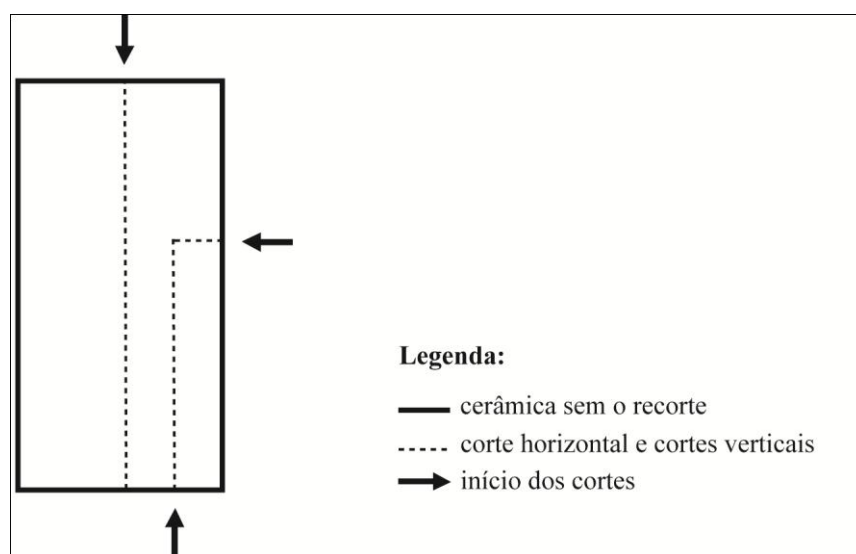 Legenda:
cerâmica sem o recorte
corte horizontal e cortes verticais
início dos cortes